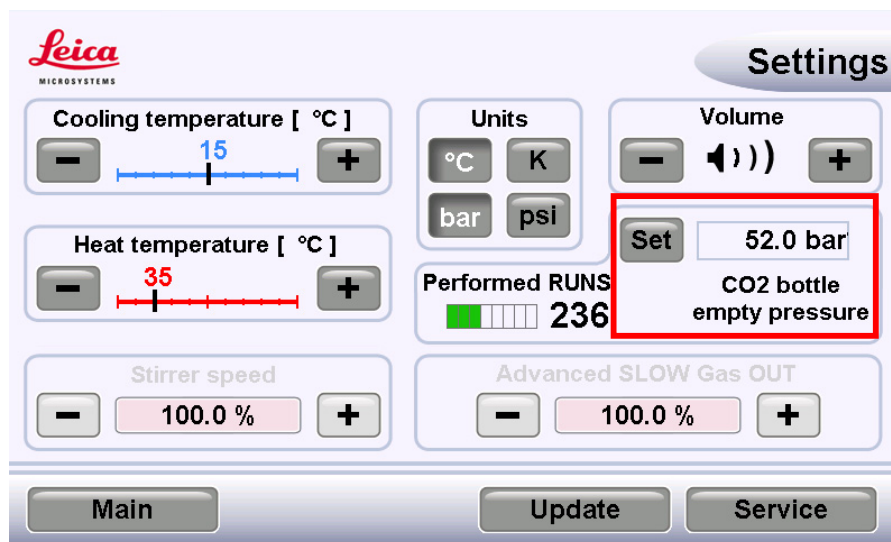 Leica
MICROSYSTEMS
Settings
Cooling temperature [ °C ]
− 15 +
Units
°C K
bar psi
Volume
− +
Heat temperature [ °C ]
− 35 +
Set 52.0 bar
CO2 bottle
empty pressure
Performed RUNS
236
Stirrer speed
− 100.0 % +
Advanced SLOW Gas OUT
− 100.0 % +
Main Update Service